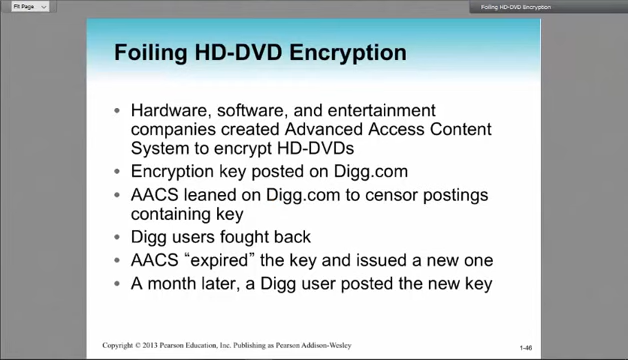 Fit Page
Foiling HD-DVD Encryption
Foiling HD-DVD Encryption
• Hardware, software, and entertainment
companies created Advanced Access Content
System to encrypt HD-DVDs
• Encryption key posted on Digg.com
• AACS leaned on Digg.com to censor postings
containing key
• Digg users fought back
• AACS “expired” the key and issued a new one
• A month later, a Digg user posted the new key
Copyright © 2013 Pearson Education, Inc. Publishing as Pearson Addison-Wesley
1-46